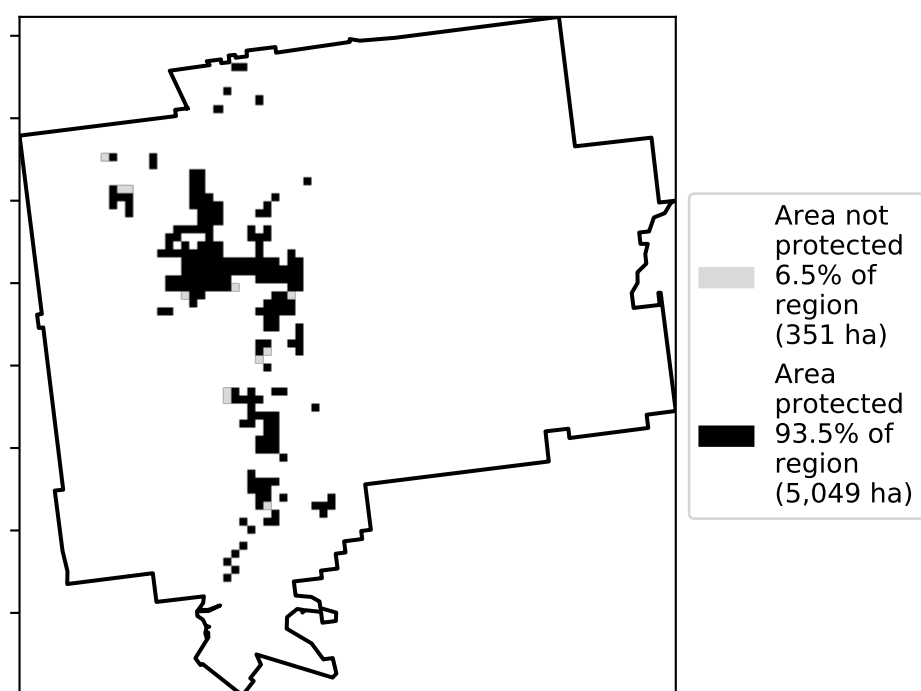 Area not
protected
6.5% of
region
(351 ha)
Area
protected
93.5% of
region
(5,049 ha)